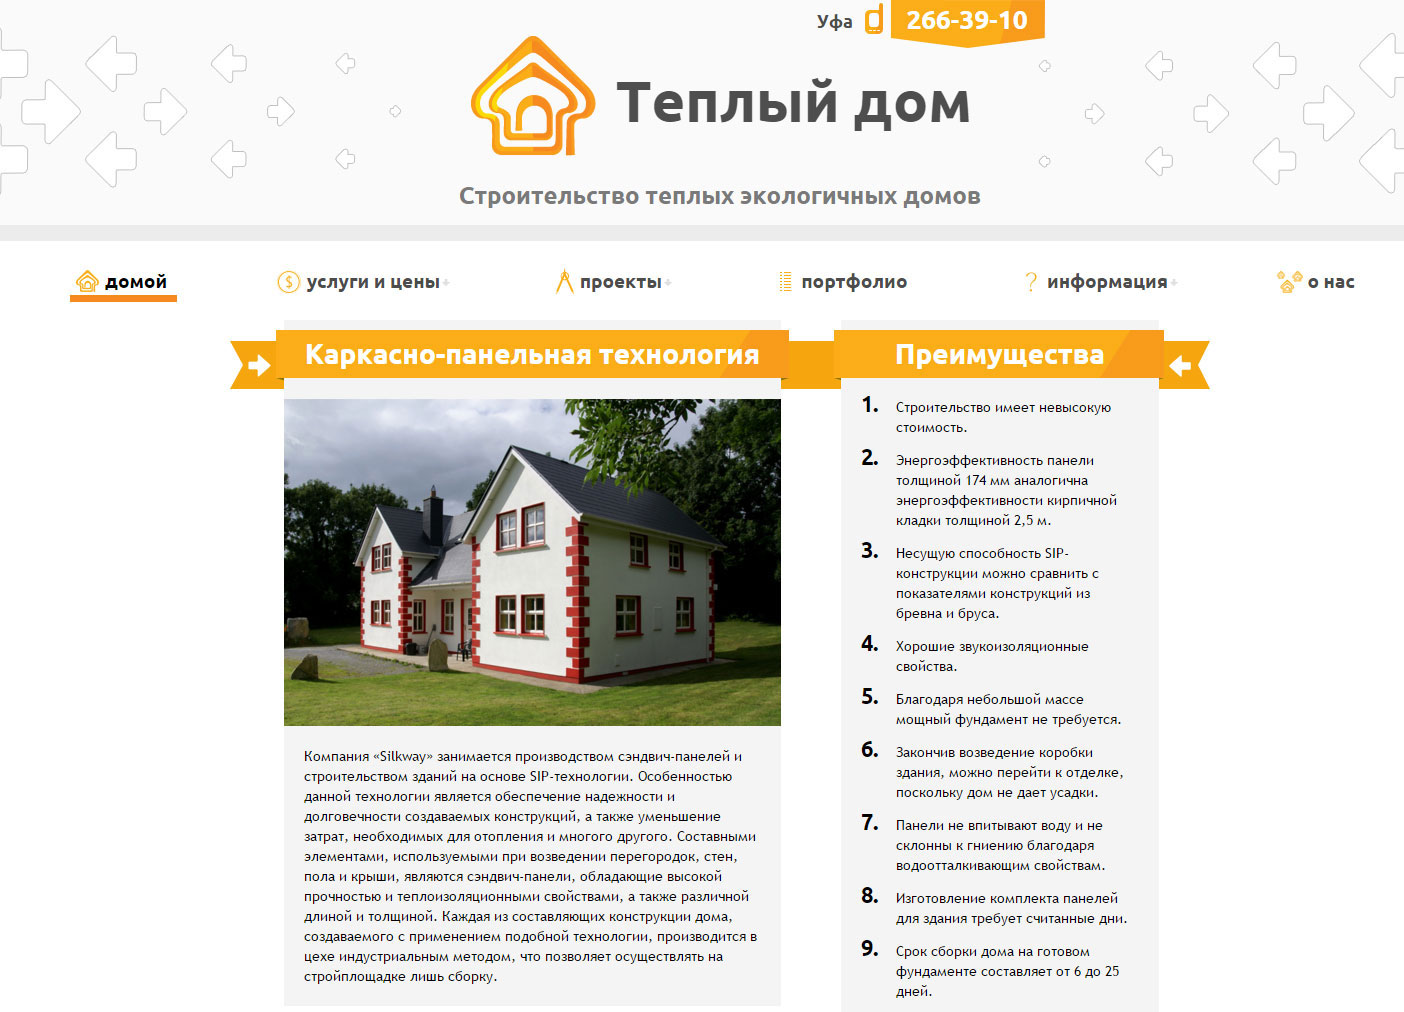 Уфа 266-39-10
Теплый дом
Строительство теплых экологичных домов
домой услуги и цены проекты портфолио информация о нас
Каркасно-панельная технология
Компания «Silkway» занимается производством сэндвич-панелей и
строительством зданий на основе SIP-технологии. Особенностью
данной технологии является обеспечение надежности и
долговечности создаваемых конструкций, а также уменьшение
затрат, необходимых для отопления и многого другого. Составными
элементами, используемыми при возведении перегородок, стен,
пола и крыши, являются сэндвич-панели, обладающие высокой
прочностью и теплоизоляционными свойствами, а также различной
длиной и толщиной. Каждая из составляющих конструкции дома,
создаваемого с применением подобной технологии, производится в
цехе индустриальным методом, что позволяет осуществлять на
стройплощадке лишь сборку.
Преимущества
1. Строительство имеет невысокую
стоимость.
2. Энергоэффективность панели
толщиной 174 мм аналогична
энергоэффективности кирпичной
кладки толщиной 2,5 м.
3. Несущую способность SIP-
конструкции можно сравнить с
показателями конструкций из
бревна и бруса.
4. Хорошие звукоизоляционные
свойства.
5. Благодаря небольшой массе
мощный фундамент не требуется.
6. Закончив возведение коробки
здания, можно перейти к отделке,
поскольку дом не дает усадки.
7. Панели не впитывают воду и не
склонны к гниению благодаря
водоотталкивающим свойствам.
8. Изготовление комплекта панелей
для здания требует считанные дни.
9. Срок сборки дома на готовом
фундаменте составляет от 6 до 25
дней.